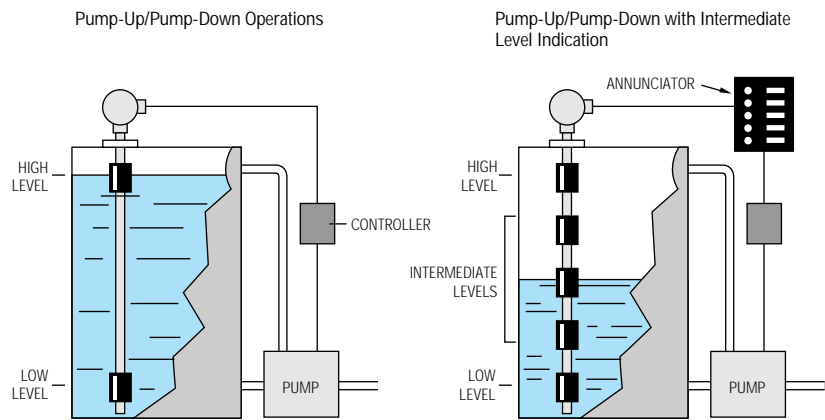 Pump-Up/Pump-Down Operations
HIGH
LEVEL
CONTROLLER
LOW
LEVEL
PUMP
Pump-Up/Pump-Down with Intermediate
Level Indication
ANNUNCIATOR
HIGH
LEVEL
INTERMEDIATE
LEVELS
LOW
LEVEL
PUMP